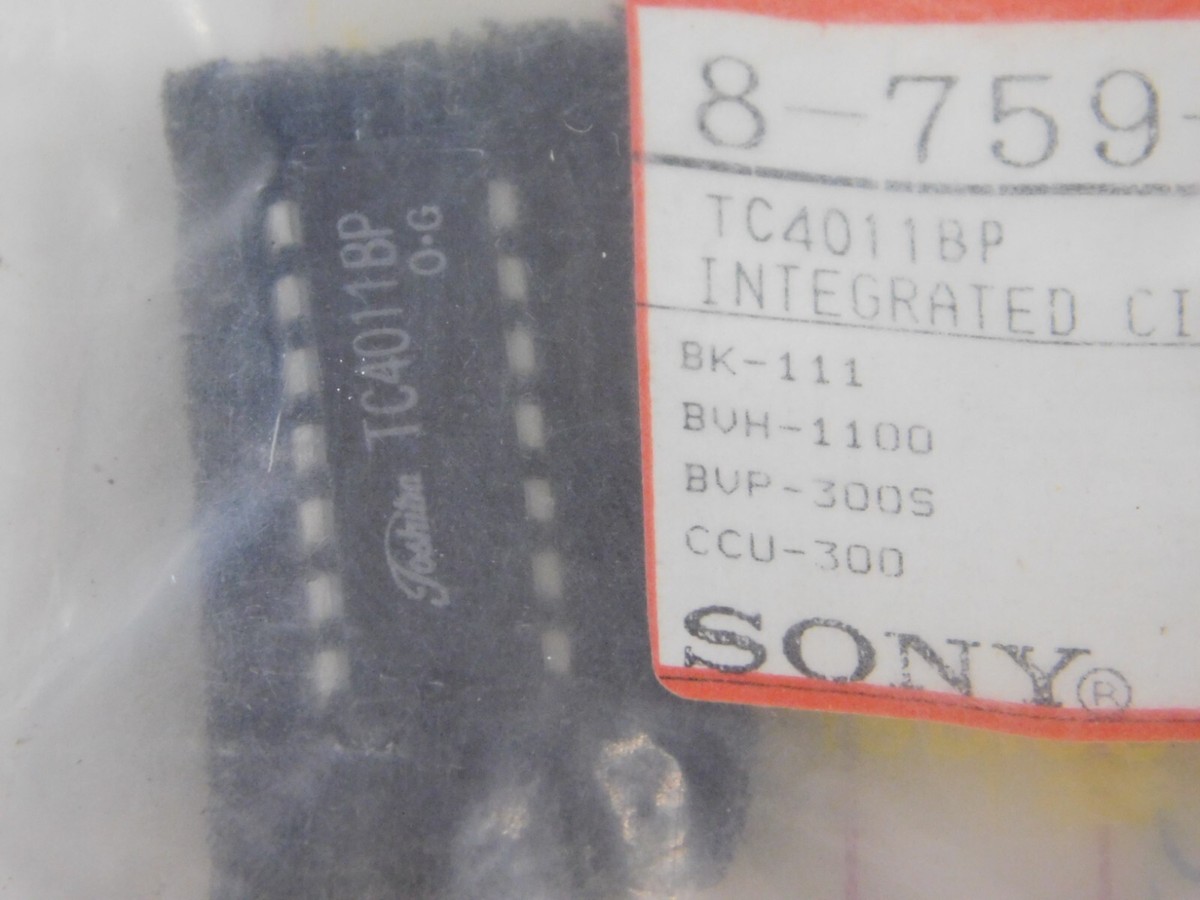 TC4011BP
O·G
Toshiba
8-759-
TC4011BP
INTEGRATED CI
BK-111
BVH-1100
BVP-300S
CCU-300
SONY®